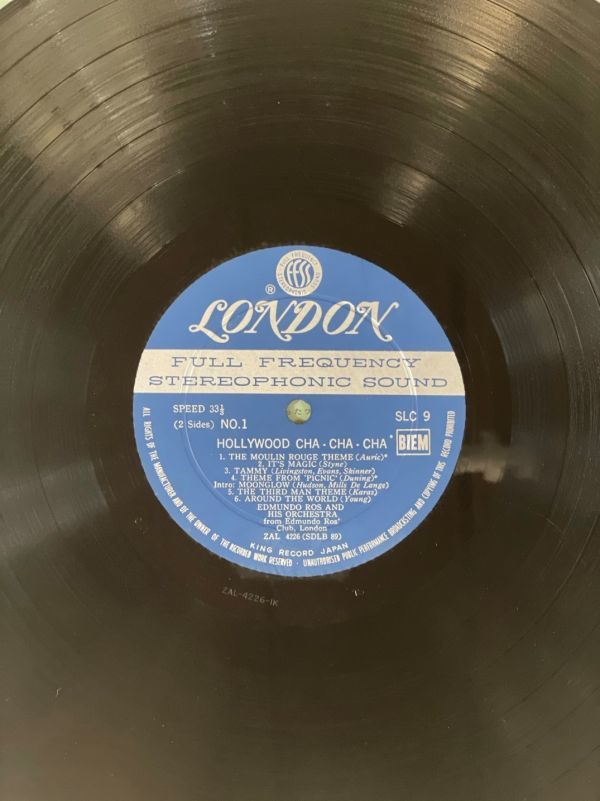 FULL FREQUENCY
FFSS
STEREOPHONIC SOUND
®
LONDON
FULL FREQUENCY
STEREOPHONIC SOUND
SPEED 33⅓
SLC 9
(2 Sides) NO.1
HOLLYWOOD CHA - CHA - CHA
* BIEM
1. THE MOULIN ROUGE THEME (Auric)*
2. IT'S MAGIC (Styne)
3. TAMMY (Livingston, Evans, Skinner)
4. THEME FROM 'PICNIC' (Duning)*
Intro: MOONGLOW (Hudson, Mills De Lange)
5. THE THIRD MAN THEME (Karas)
6. AROUND THE WORLD (Young)
EDMUNDO ROS AND
HIS ORCHESTRA
from Edmundo Ros'
Club, London
ZAL 4226 (SDLB 89)
KING RECORD JAPAN
ALL RIGHTS OF THE MANUFACTURER AND OF THE OWNER OF THE RECORDED WORK RESERVED · UNAUTHORISED PUBLIC PERFORMANCE BROADCASTING AND COPYING OF THIS RECORD PROHIBITED
ZAL-4226-1K